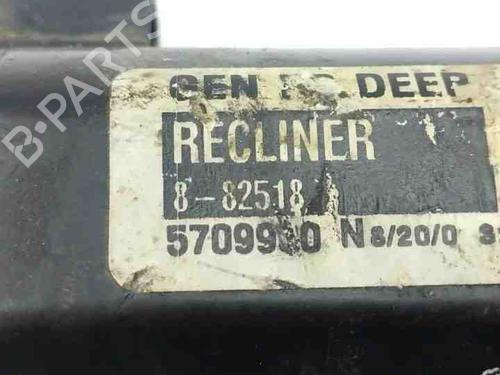 B-PARTS
GEN DEEP
RECLINER
8-82518
N 8/20/0